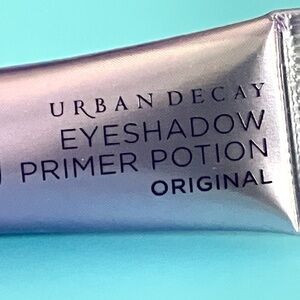 URBAN DECAY
EYESHADOW
PRIMER POTION
ORIGINAL